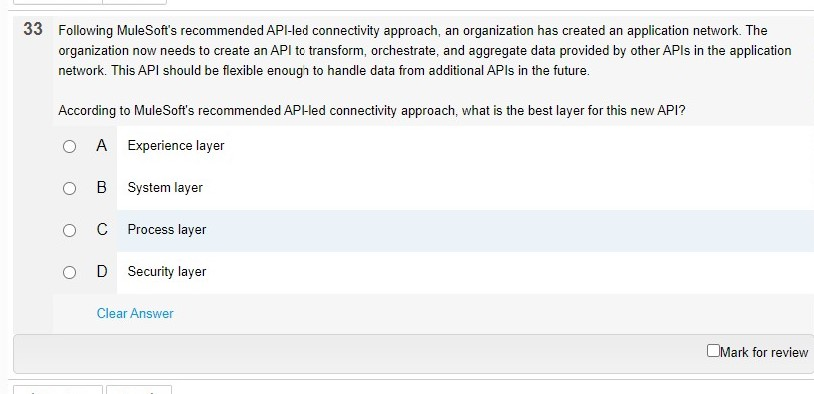 33 Following MuleSoft's recommended API-led connectivity approach, an organization has created an application network. The
organization now needs to create an API tc transform, orchestrate, and aggregate data provided by other APIs in the application
network. This API should be flexible enough to handle data from additional APIs in the future.
According to MuleSoft's recommended API-led connectivity approach, what is the best layer for this new API?
A Experience layer
B System layer
C Process layer
D Security layer
Clear Answer
Mark for review